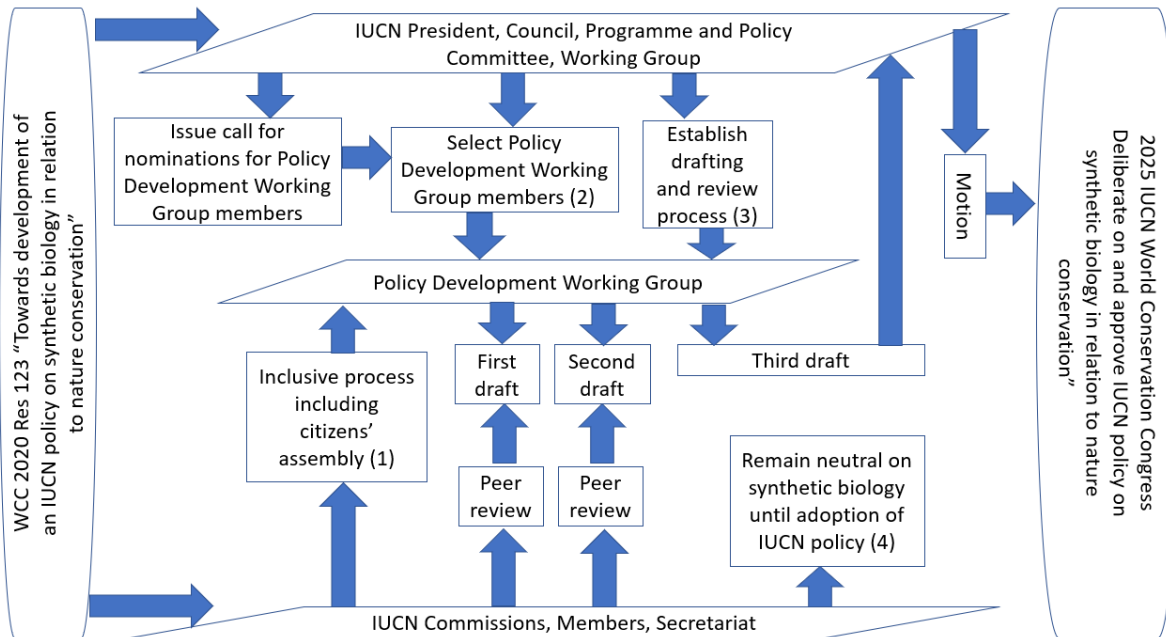 WCC 2020 Res 123 “Towards development of
an IUCN policy on synthetic biology in relation
to nature conservation”
IUCN President, Council, Programme and Policy
Committee, Working Group
Issue call for
nominations for Policy
Development Working
Group members
Select Policy
Development Working
Group members (2)
Establish
drafting
and review
process (3)
Motion
Policy Development Working Group
Inclusive process
including
citizens’
assembly (1)
First
draft
Second
draft
Third draft
Peer
review
Peer
review
Remain neutral on
synthetic biology
until adoption of
IUCN policy (4)
IUCN Commissions, Members, Secretariat
2025 IUCN World Conservation Congress
Deliberate on and approve IUCN policy on
synthetic biology in relation to nature
conservation”